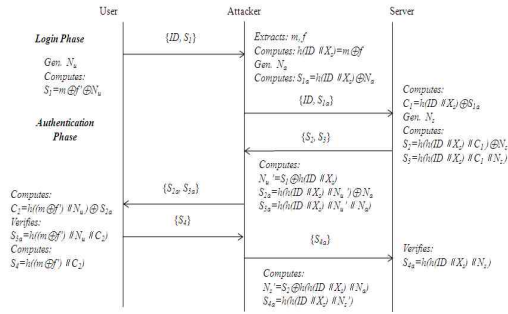 User
Attacker
Server
Login Phase
Gen. Nᵤ
Computes:
S₁=m⊕f'⊕Nᵤ
{ID, S₁}
Extracts: m, f
Computes: h(ID ∥Xₛ)=m⊕f
Gen. Nₐ
Computes: S₁ₐ=h(ID ∥Xₛ)⊕Nₐ
{ID, S₁ₐ}
Computes:
C₁=h(ID ∥Xₛ)⊕S₁ₐ
Gen. Nₛ
Computes:
S₂=h(h(ID ∥Xₛ) ∥ C₁)⊕Nₛ
S₃=h(h(ID ∥Xₛ) ∥ C₁ ∥ Nₛ)
Authentication
Phase
{S₂, S₃}
Computes:
Nᵤ'=S₁⊕h(ID ∥Xₛ)
S₂ₐ=h(h(ID ∥Xₛ) ∥ Nᵤ')⊕Nₐ
S₃ₐ=h(h(ID ∥Xₛ) ∥ Nᵤ' ∥ Nₐ)
{S₂ₐ, S₃ₐ}
Computes:
C₂=h((m⊕f') ∥ Nᵤ)⊕S₂ₐ
Verifies:
S₃ₐ=h((m⊕f') ∥ Nᵤ ∥ C₂)
Computes:
S₄=h((m⊕f') ∥ C₂)
{S₄}
{S₄ₐ}
Computes:
Nₛ'=S₂⊕h(h(ID ∥Xₛ) ∥ Nₐ)
S₄ₐ=h(h(ID ∥Xₛ) ∥ Nₛ')
Verifies:
S₄ₐ=h(h(ID ∥Xₛ) ∥ Nₛ)